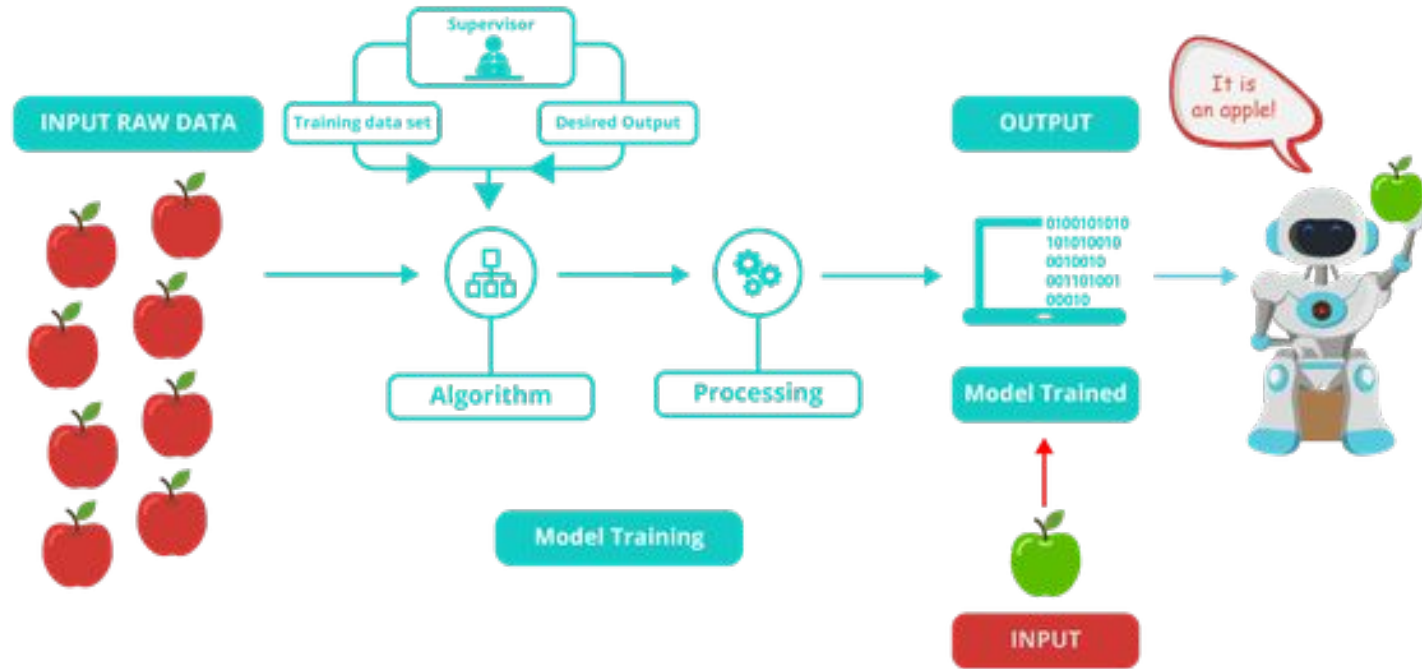 Supervisor
INPUT RAW DATA
Training data set
Desired Output
OUTPUT
It is
an apple!
0100101010
101010010
0010010
001101001
00010
Algorithm
Processing
Model Trained
Model Training
INPUT